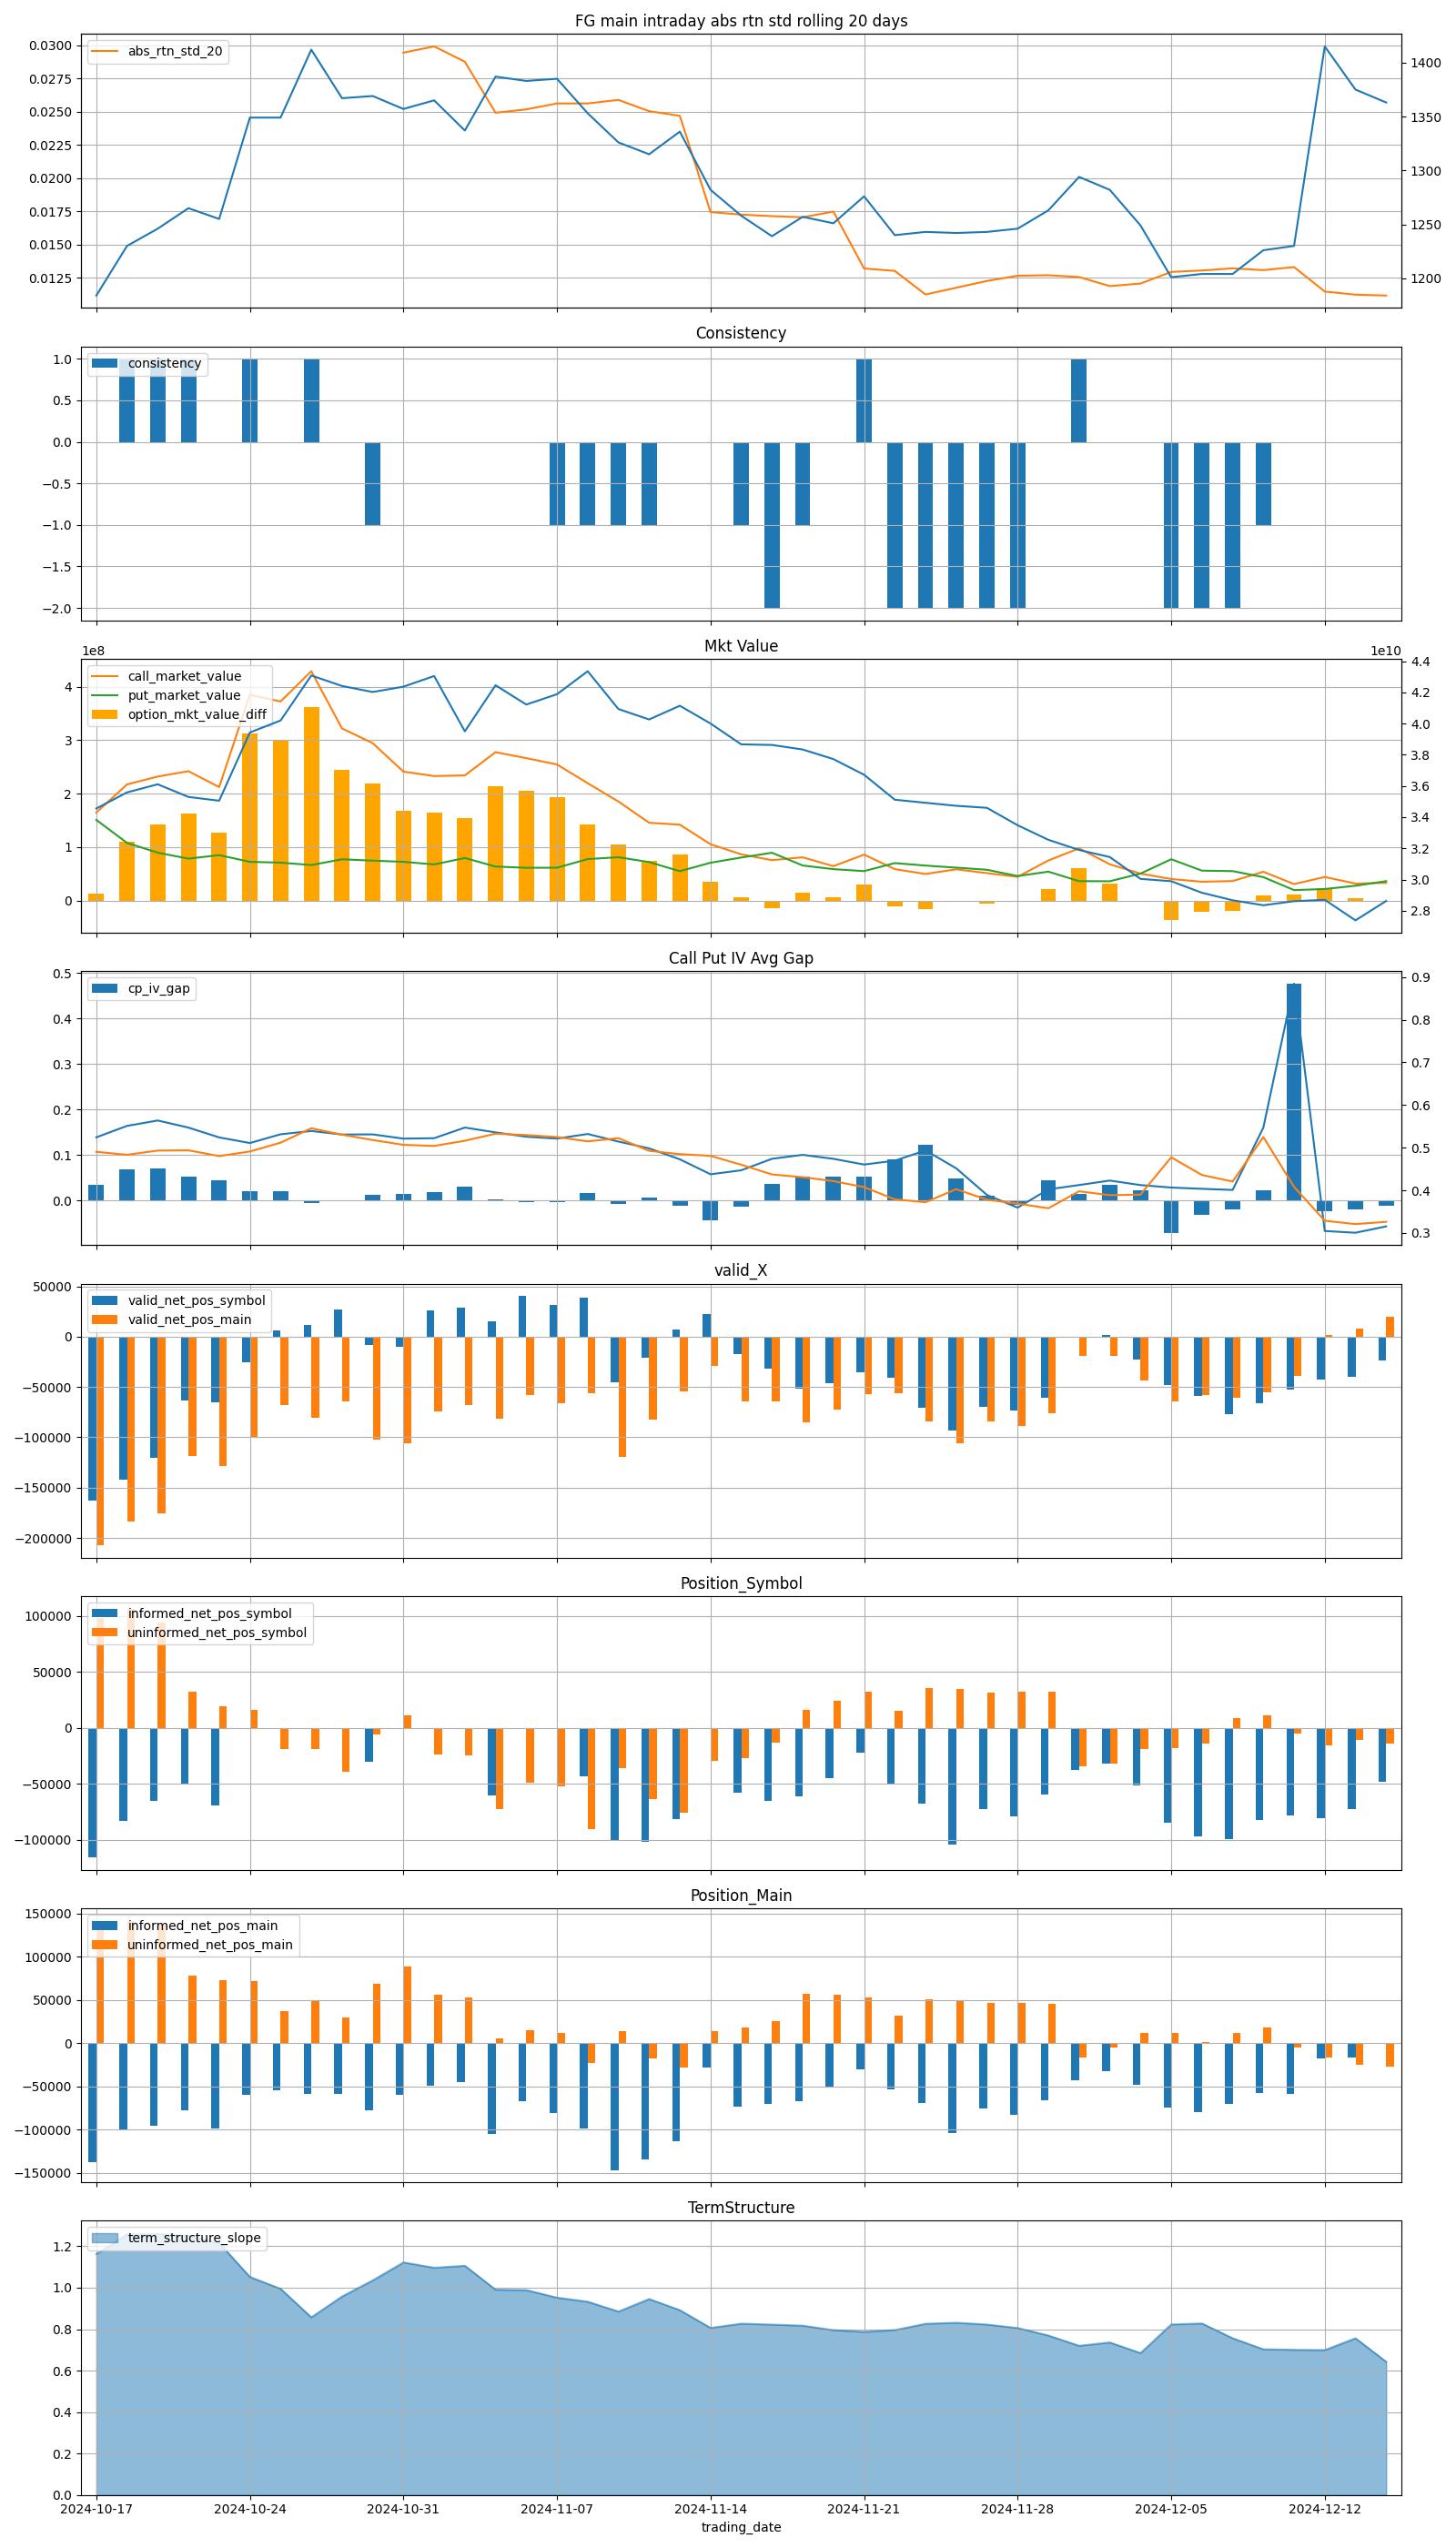 FG main intraday abs rtn std rolling 20 days
abs_rtn_std_20
0.0300
0.0275
0.0250
0.0225
0.0200
0.0175
0.0150
0.0125
1400
1350
1300
1250
1200
Consistency
consistency
1.0
0.5
0.0
−0.5
−1.0
−1.5
−2.0
Mkt Value
1e8
1e10
call_market_value
put_market_value
option_mkt_value_diff
4
3
2
1
0
4.4
4.2
4.0
3.8
3.6
3.4
3.2
3.0
2.8
Call Put IV Avg Gap
cp_iv_gap
0.5
0.4
0.3
0.2
0.1
0.0
0.9
0.8
0.7
0.6
0.5
0.4
0.3
valid_X
valid_net_pos_symbol
valid_net_pos_main
50000
0
−50000
−100000
−150000
−200000
Position_Symbol
informed_net_pos_symbol
uninformed_net_pos_symbol
100000
50000
0
−50000
−100000
Position_Main
informed_net_pos_main
uninformed_net_pos_main
150000
100000
50000
0
−50000
−100000
−150000
TermStructure
term_structure_slope
1.2
1.0
0.8
0.6
0.4
0.2
0.0
2024-10-17 2024-10-24 2024-10-31 2024-11-07 2024-11-14 2024-11-21 2024-11-28 2024-12-05 2024-12-12
trading_date